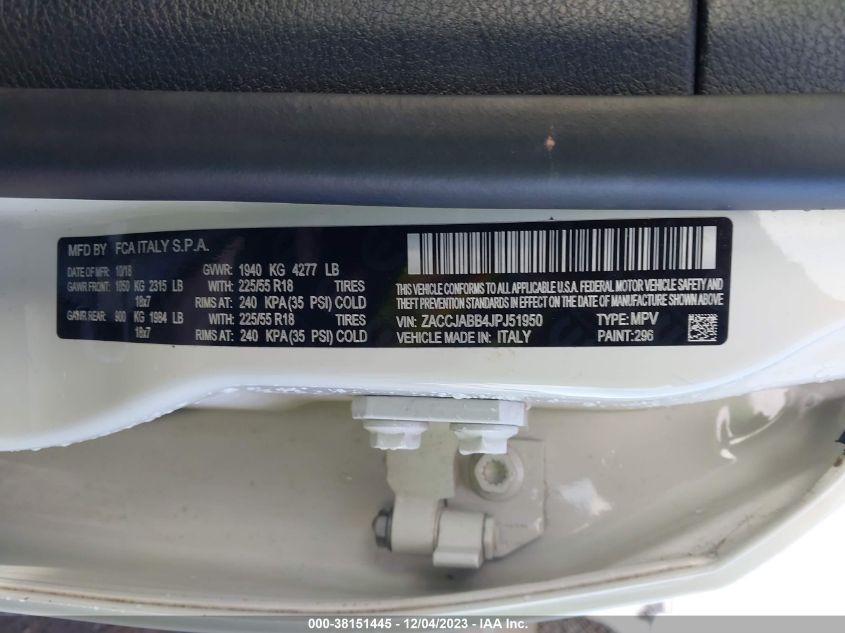 MFD BY FCA ITALY S.P.A.
DATE OF MFR: 10/18 GVWR: 1940 KG 4277 LB
GAWR FRONT: 1050 KG 2315 LB WITH: 225/55 R18 TIRES
18x7 RIMS AT: 240 KPA(35 PSI) COLD
GAWR REAR: 900 KG 1984 LB WITH: 225/55 R18 TIRES
18x7 RIMS AT: 240 KPA(35 PSI) COLD
THIS VEHICLE CONFORMS TO ALL APPLICABLE U.S.A. FEDERAL MOTOR VEHICLE SAFETY,
BUMPER, AND THEFT PREVENTION STANDARDS IN EFFECT ON THE DATE OF MANUFACTURE SHOWN ABOVE.
VIN: ZACCJABB4JPJ51950 TYPE: MPV
VEHICLE MADE IN: ITALY PAINT: 296
000-38151445 - 12/04/2023 - © IAA Inc.